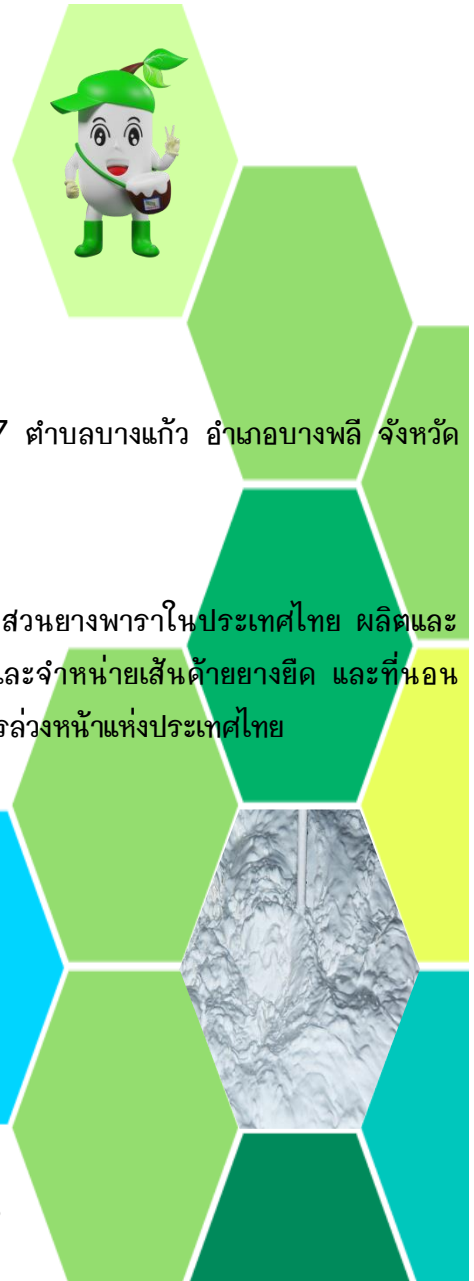 7 ตำบลบางแก้ว อำเภอบางพลี จังหวัด
ส่วนยางพาราในประเทศไทย ผลิตและ
และจำหน่ายเส้นด้ายยางยืด และที่นอน
รล่วงหน้าแห่งประเทศไทย